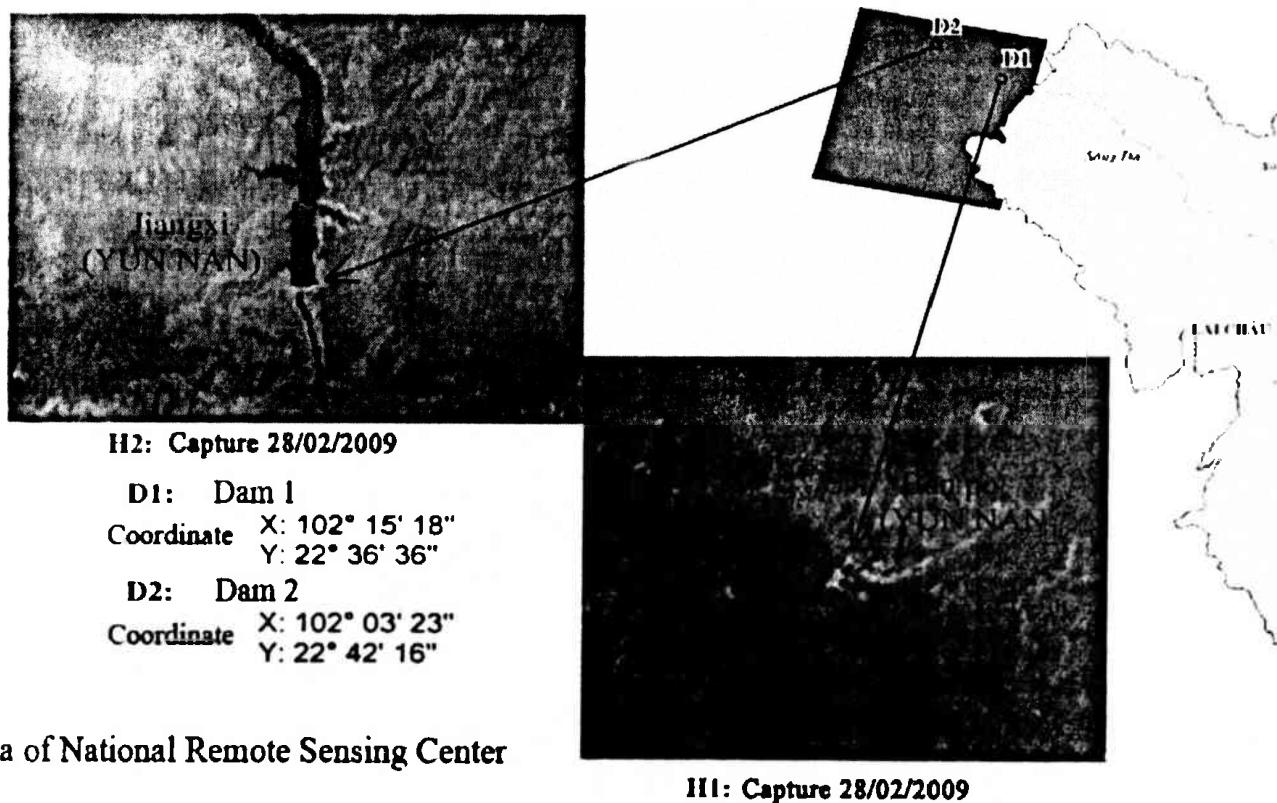 D2
D1
Jiangxi
(YUN NAN)
LAI CHÂU
H2: Capture 28/02/2009
(YUN NAN)
D1: Dam 1
Coordinate X: 102° 15' 18"
Y: 22° 36' 36"
D2: Dam 2
Coordinate X: 102° 03' 23"
Y: 22° 42' 16"
a of National Remote Sensing Center
H1: Capture 28/02/2009